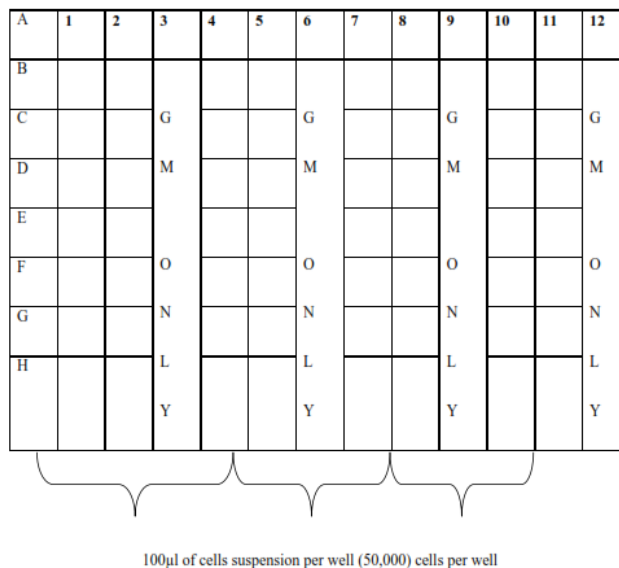 A 1 2 3 4 5 6 7 8 9 10 11 12
B
C G G G G
D M M M M
E
F O O O O
G N N N N
H L L L L
Y Y Y Y
100µl of cells suspension per well (50,000) cells per well